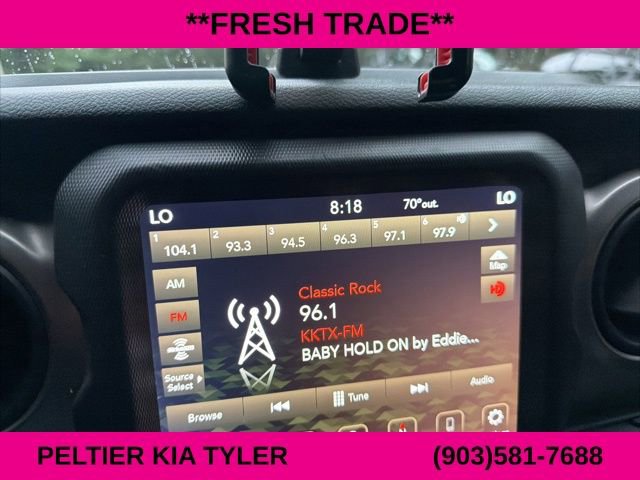 **FRESH TRADE**
LO 8:18 70°out. LO
1 104.1 2 93.3 3 94.5 4 96.3 5 97.1 6 97.9
AM
Map
Classic Rock
FM
96.1
HD
KKTX-FM
BABY HOLD ON by Eddie...
Source
Select
Browse Tune Audio
PELTIER KIA TYLER (903)581-7688